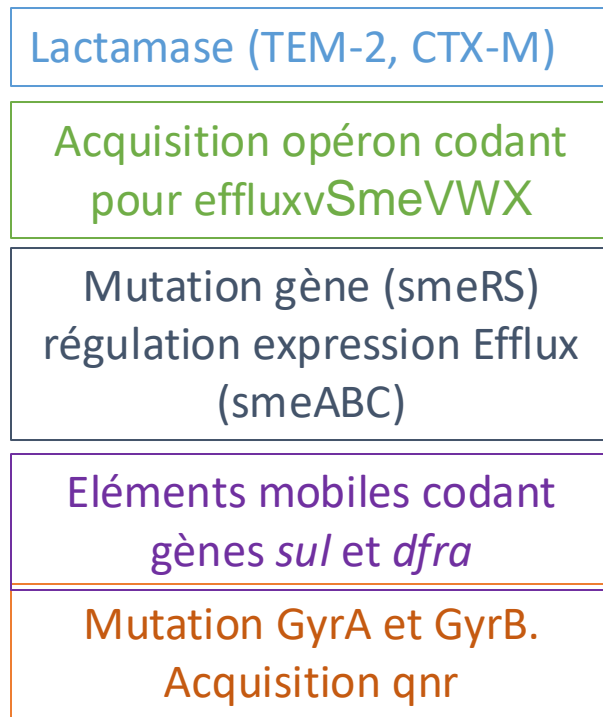 Lactamase (TEM-2, CTX-M)
Acquisition opéron codant
pour effluxvSmeVWX
Mutation gène (smeRS)
régulation expression Efflux
(smeABC)
Eléments mobiles codant
gènes sul et dfra
Mutation GyrA et GyrB.
Acquisition qnr